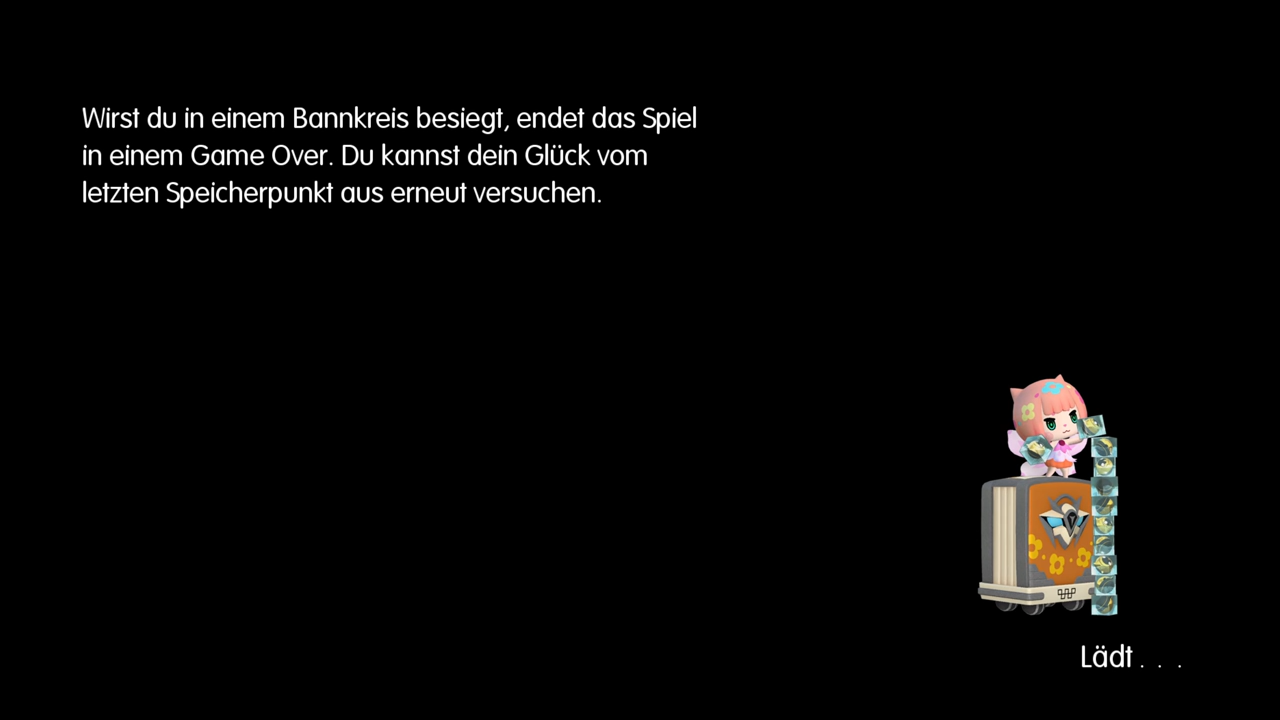 Wirst du in einem Bannkreis besiegt, endet das Spiel
in einem Game Over. Du kannst dein Glück vom
letzten Speicherpunkt aus erneut versuchen.
Lädt . . .